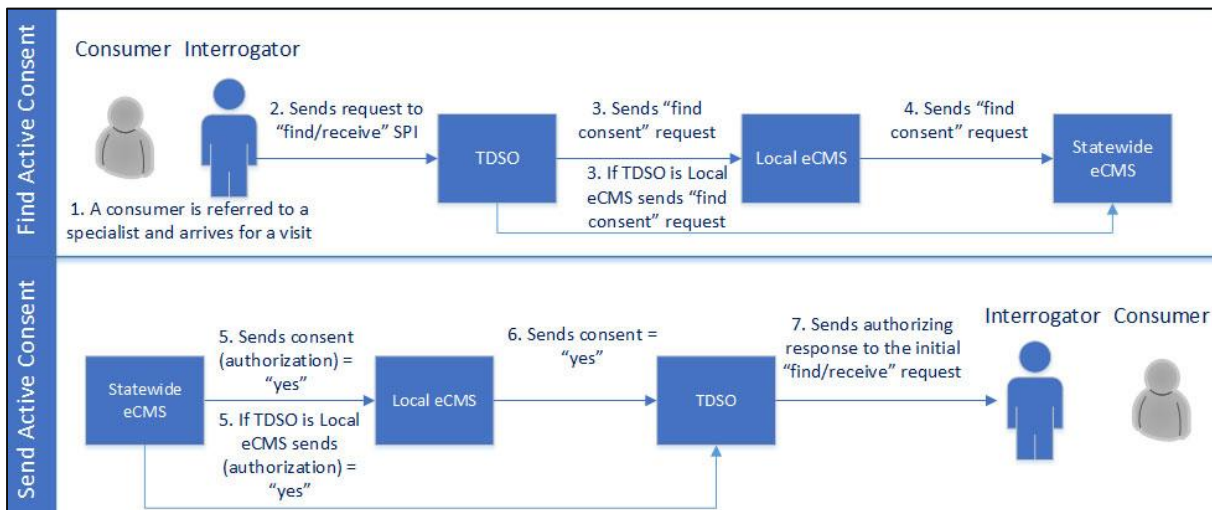 Find Active Consent
Consumer
Interrogator
1. A consumer is referred to a
specialist and arrives for a visit
2. Sends request to
“find/receive” SPI
TDSO
3. Sends “find
consent” request
3. If TDSO is Local
eCMS sends “find
consent” request
Local eCMS
4. Sends “find
consent” request
Statewide
eCMS
Send Active Consent
Statewide
eCMS
5. Sends consent
(authorization) =
“yes”
5. If TDSO is Local
eCMS sends
(authorization) =
“yes”
Local eCMS
6. Sends consent =
“yes”
TDSO
7. Sends authorizing
response to the initial
“find/receive” request
Interrogator
Consumer